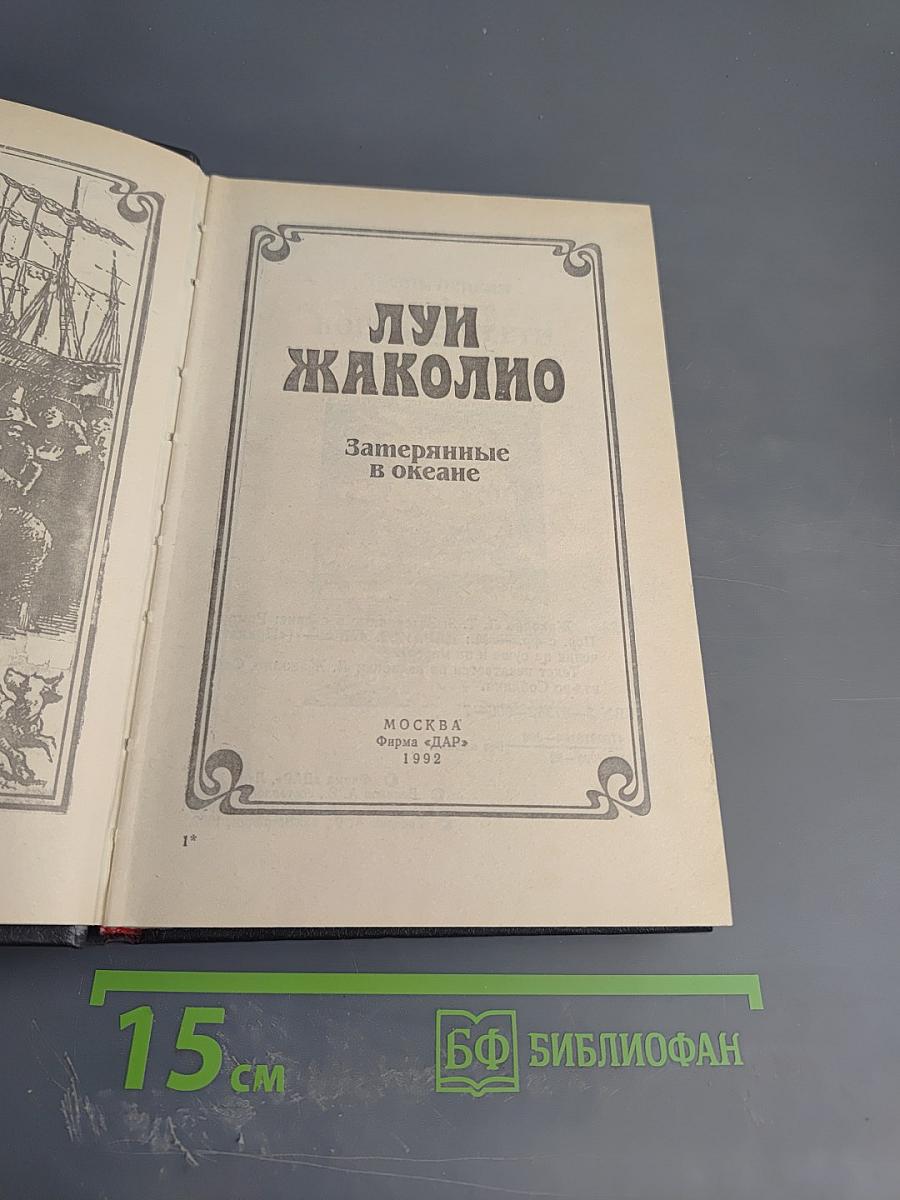 ЛУИ
ЖАКОЛИО
Затерянные
в океане
МОСКВА
Фирма «ДАР»
1992
1*
15 см
БФ БИБЛИОФАН